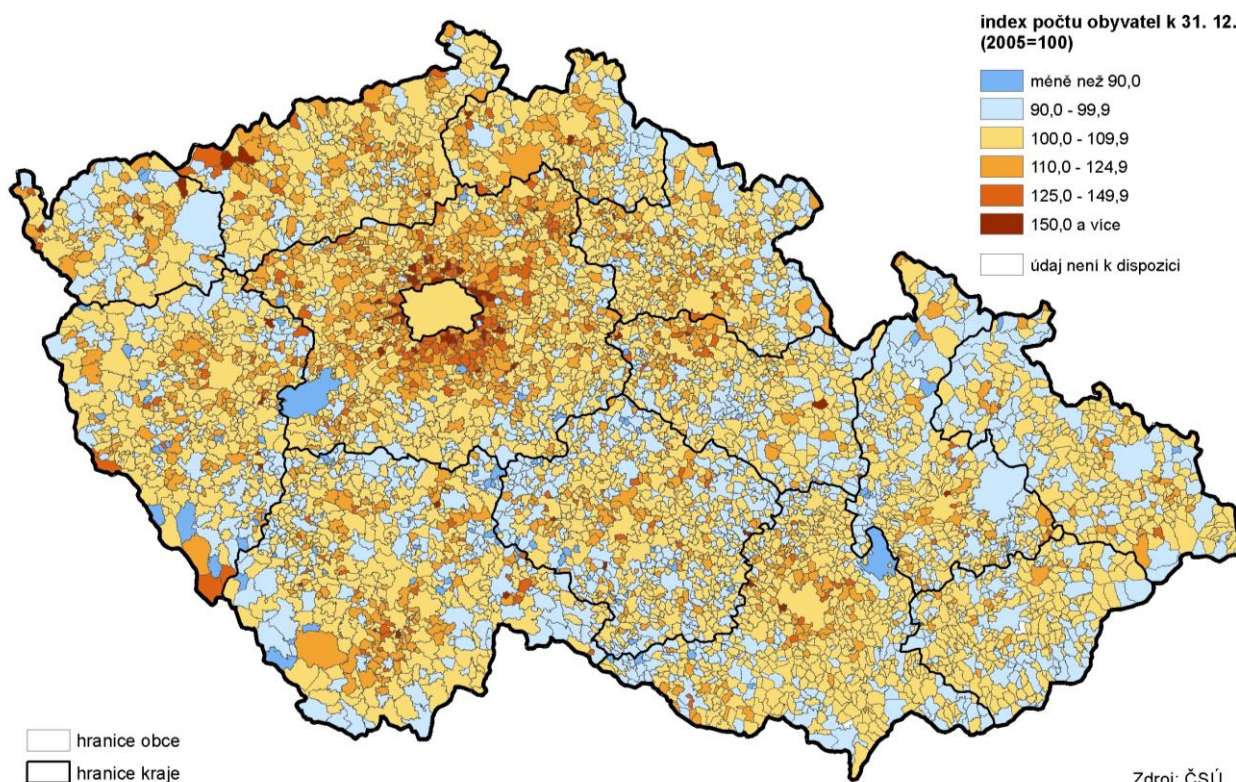 index počtu obyvatel k 31. 12.
(2005=100)
méně než 90,0
90,0 - 99,9
100,0 - 109,9
110,0 - 124,9
125,0 - 149,9
150,0 a více
údaj není k dispozici
hranice obce
hranice kraje
Zdroj: ČSÚ